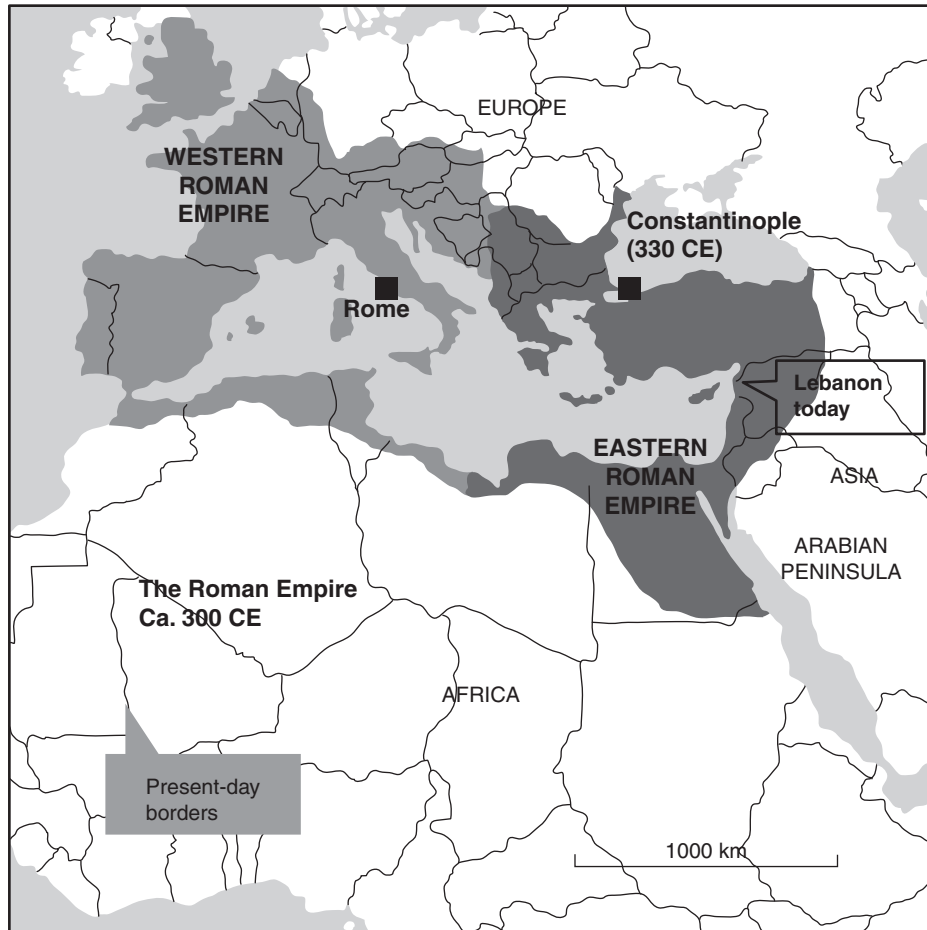 EUROPE
WESTERN
ROMAN
EMPIRE
Constantinople
(330 CE)
Rome
Lebanon
today
EASTERN
ROMAN
EMPIRE
ASIA
ARABIAN
PENINSULA
The Roman Empire
Ca. 300 CE
AFRICA
Present-day
borders
1000 km